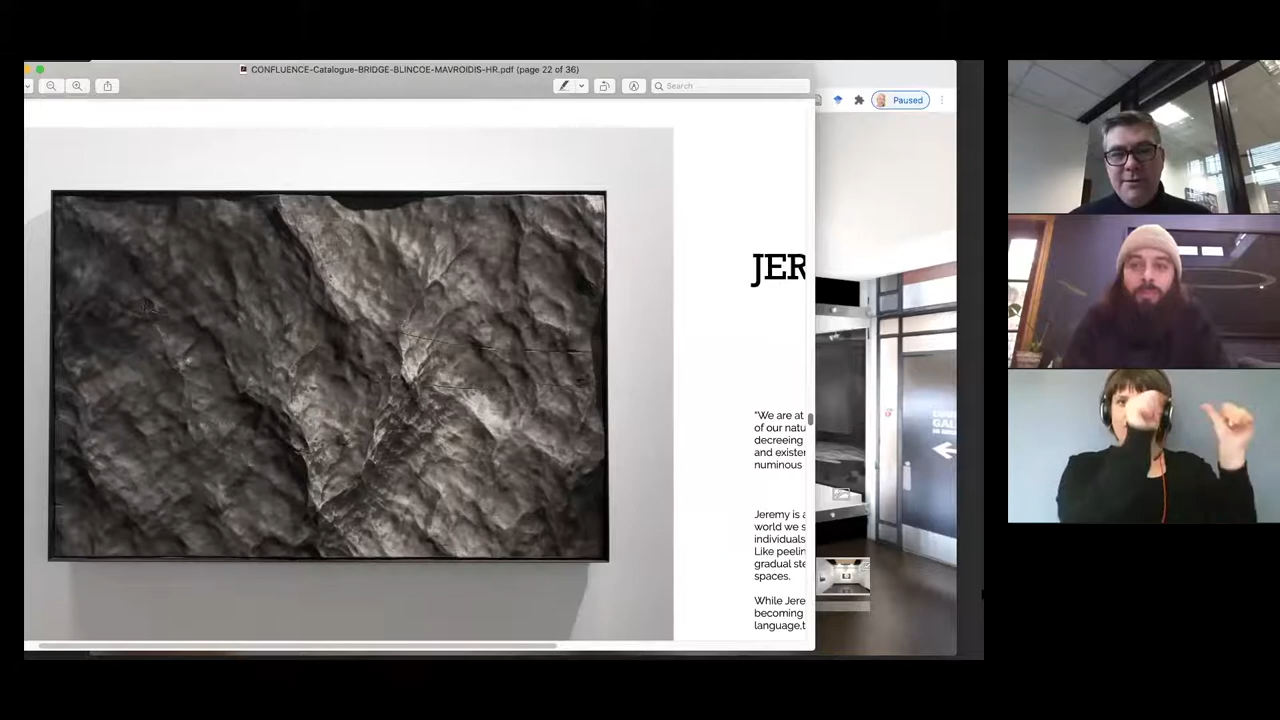 CONFLUENCE-Catalogue-BRIDGE-BLINCOE-MAVROIDIS-HR.pdf (page 22 of 36)
Search
Paused
JER
"We are at
of our natu
decreeing
and exister
numinous
Jeremy is a
world we s
individuals
Like peelin
gradual ste
spaces.
While Jere
becoming
language,t